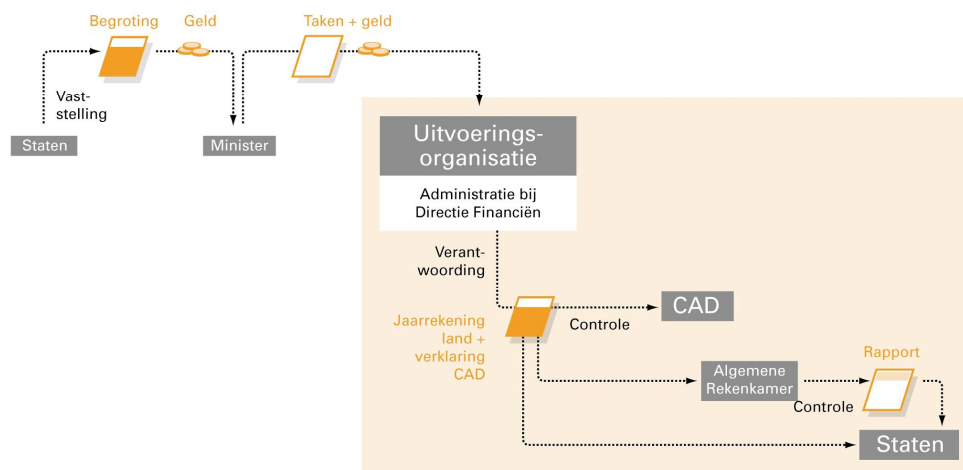 Begroting
Geld
Taken + geld
Vast-
stelling
Staten
Minister
Uitvoerings-
organisatie
Administratie bij
Directie Financiën
Verant-
woording
Jaarrekening
land +
verklaring
CAD
Controle
CAD
Algemene
Rekenkamer
Controle
Rapport
Staten